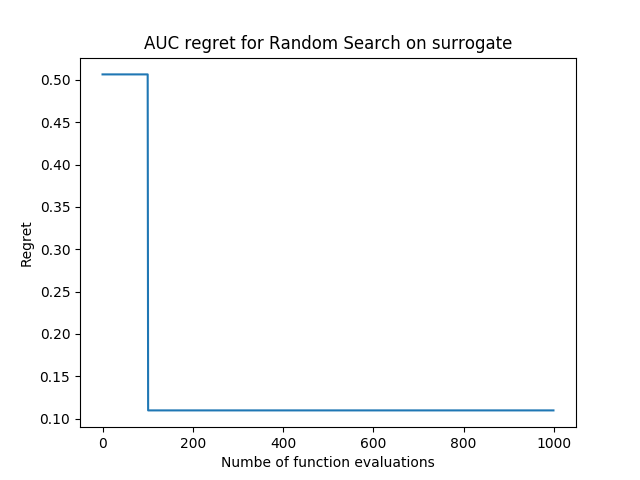 AUC regret for Random Search on surrogate
0.50
0.45
0.40
0.35
0.30
0.25
0.20
0.15
0.10
Regret
0 200 400 600 800 1000
Numbe of function evaluations